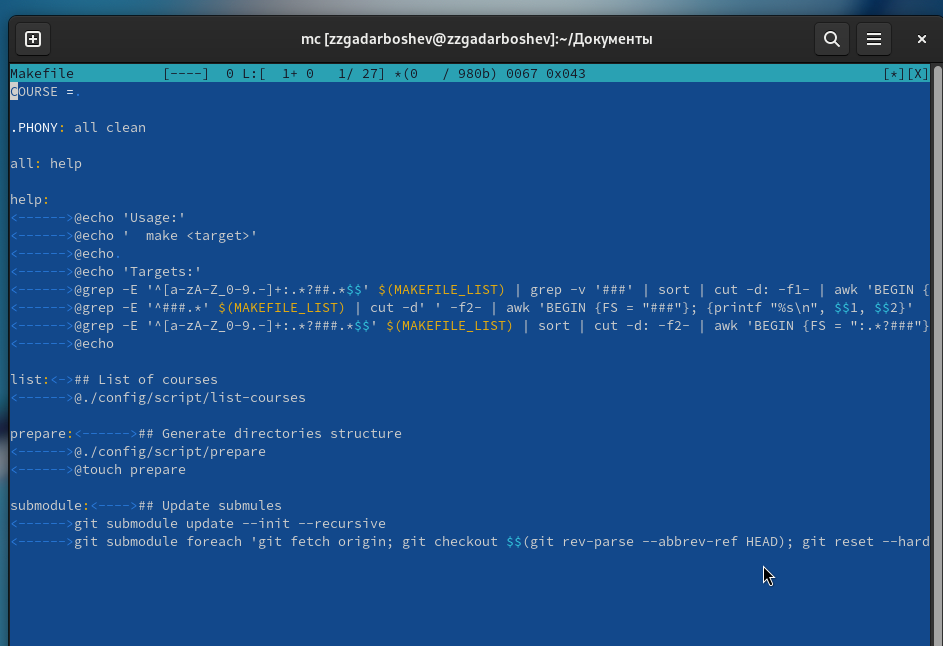 mc [zzgadarboshev@zzgadarboshev]:~/Документы
Makefile           [----]  0 L:[  1+ 0   1/ 27] *(0   / 980b) 0067 0x043                                     [*][X]
COURSE =.

.PHONY: all clean

all: help

help:
<------>@echo 'Usage:'
<------>@echo '  make <target>'
<------>@echo.
<------>@echo 'Targets:'
<------>@grep -E '^[a-zA-Z_0-9.-]+:.*?##.*$$' $(MAKEFILE_LIST) | grep -v '###' | sort | cut -d: -f1- | awk 'BEGIN {
<------>@grep -E '^###.*' $(MAKEFILE_LIST) | cut -d' ' -f2- | awk 'BEGIN {FS = "###"}; {printf "%s\n", $$1, $$2}'
<------>@grep -E '^[a-zA-Z_0-9.-]+:.*?###.*$$' $(MAKEFILE_LIST) | sort | cut -d: -f2- | awk 'BEGIN {FS = ":.*?###"}
<------>@echo

list:<->## List of courses
<------>@./config/script/list-courses

prepare:<------>## Generate directories structure
<------>@./config/script/prepare
<------>@touch prepare

submodule:<---->## Update submules
<------>git submodule update --init --recursive
<------>git submodule foreach 'git fetch origin; git checkout $$(git rev-parse --abbrev-ref HEAD); git reset --hard